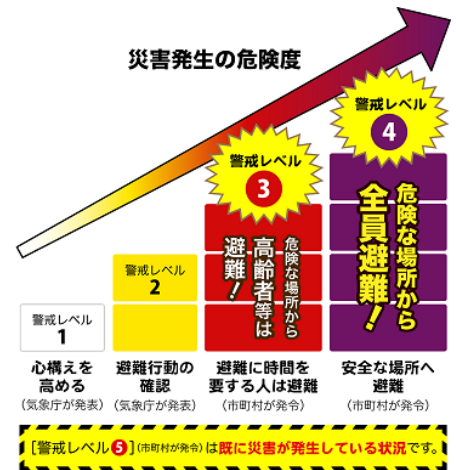 災害発生の危険度
警戒レベル
4
警戒レベル
3
危険な場所から
全員避難！
危険な場所から
高齢者等は
避難！
警戒レベル
2
警戒レベル
1
心構えを
高める
（気象庁が発表）
避難行動の
確認
（気象庁が発表）
避難に時間を
要する人は避難
（市町村が発令）
安全な場所へ
避難
（市町村が発令）
［警戒レベル5］（市町村が発令）は既に災害が発生している状況です。